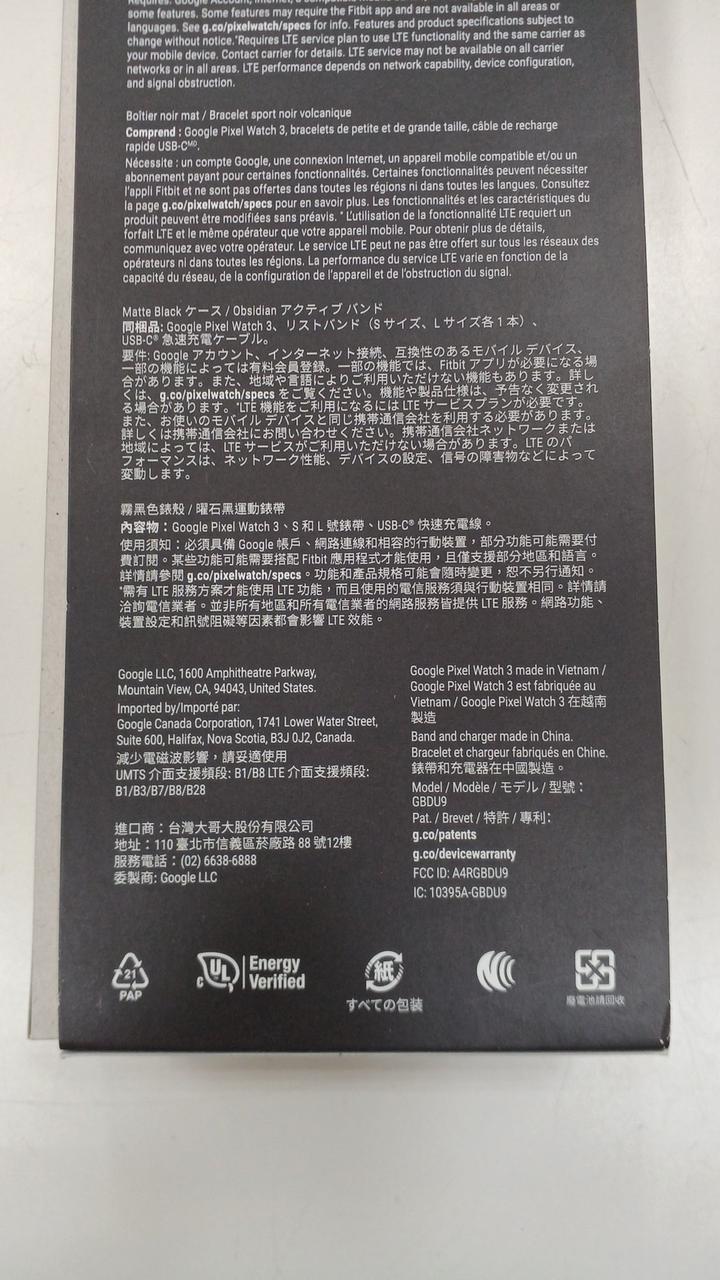 some features. Some features may require the Fitbit app and are not available in all areas or
languages. See g.co/pixelwatch/specs for info. Features and product specifications subject to
change without notice.*Requires LTE service plan to use LTE functionality and the same carrier as
your mobile device. Contact carrier for details. LTE service may not be available on all carrier
networks or in all areas. LTE performance depends on network capability, device configuration,
and signal obstruction.
Boîtier noir mat / Bracelet sport noir volcanique
Comprend : Google Pixel Watch 3, bracelets de petite et de grande taille, câble de recharge
rapide USB-Cᴹᴰ.
Nécessite : un compte Google, une connexion Internet, un appareil mobile compatible et/ou un
abonnement payant pour certaines fonctionnalités. Certaines fonctionnalités peuvent nécessiter
l'appli Fitbit et ne sont pas offertes dans toutes les régions ni dans toutes les langues. Consultez
la page g.co/pixelwatch/specs pour en savoir plus. Les fonctionnalités et les caractéristiques du
produit peuvent être modifiées sans préavis. * L'utilisation de la fonctionnalité LTE requiert un
forfait LTE et le même opérateur que votre appareil mobile. Pour obtenir plus de détails,
communiquez avec votre opérateur. Le service LTE peut ne pas être offert sur tous les réseaux des
opérateurs ni dans toutes les régions. La performance du service LTE varie en fonction de la
capacité du réseau, de la configuration de l'appareil et de l'obstruction du signal.
Matte Black ケース / Obsidian アクティブ バンド
同梱品: Google Pixel Watch 3、リストバンド（S サイズ、L サイズ各 1 本）、
USB-C® 急速充電ケーブル。
要件: Google アカウント、インターネット接続、互換性のあるモバイル デバイス、
一部の機能によっては有料会員登録。一部の機能では、Fitbit アプリが必要になる場
合があります。また、地域や言語によりご利用いただけない機能もあります。詳し
くは、g.co/pixelwatch/specs をご覧ください。機能や製品仕様は、予告なく変更され
る場合があります。*LTE 機能をご利用になるには LTE サービスプランが必要です。
また、お使いのモバイル デバイスと同じ携帯通信会社を利用する必要があります。
詳しくは携帯通信会社にお問い合わせください。携帯通信会社ネットワークまたは
地域によっては、LTE サービスがご利用いただけない場合があります。LTE のパ
フォーマンスは、ネットワーク性能、デバイスの設定、信号の障害物などによって
変動します。
霧黑色錶殼 / 曜石黑運動錶帶
內容物：Google Pixel Watch 3、S 和 L 號錶帶、USB-C® 快速充電線。
使用須知：必須具備 Google 帳戶、網路連線和相容的行動裝置，部分功能可能需要付
費訂閱。某些功能可能需要搭配 Fitbit 應用程式才能使用，且僅支援部分地區和語言。
詳情請參閱 g.co/pixelwatch/specs。功能和產品規格可能會隨時變更，恕不另行通知。
*需有 LTE 服務方案才能使用 LTE 功能，而且使用的電信服務須與行動裝置相同。詳情請
洽詢電信業者。並非所有地區和所有電信業者的網路服務皆提供 LTE 服務。網路功能、
裝置設定和訊號阻礙等因素都會影響 LTE 效能。
Google LLC, 1600 Amphitheatre Parkway,
Mountain View, CA, 94043, United States.
Imported by/Importé par:
Google Canada Corporation, 1741 Lower Water Street,
Suite 600, Halifax, Nova Scotia, B3J 0J2, Canada.
減少電磁波影響，請妥適使用
UMTS 介面支援頻段: B1/B8 LTE 介面支援頻段:
B1/B3/B7/B8/B28
進口商：台灣大哥大股份有限公司
地址：110 臺北市信義區菸廠路 88 號12樓
服務電話：(02) 6638-6888
委製商: Google LLC
Google Pixel Watch 3 made in Vietnam /
Google Pixel Watch 3 est fabriquée au
Vietnam / Google Pixel Watch 3 在越南
製造
Band and charger made in China.
Bracelet et chargeur fabriqués en Chine.
錶帶和充電器在中國製造。
Model / Modèle / モデル / 型號：
GBDU9
Pat. / Brevet / 特許 / 專利：
g.co/patents
g.co/devicewarranty
FCC ID: A4RGBDU9
IC: 10395A-GBDU9
21
PAP
c UL Energy
Verified
紙
すべての包装
廢電池請回收